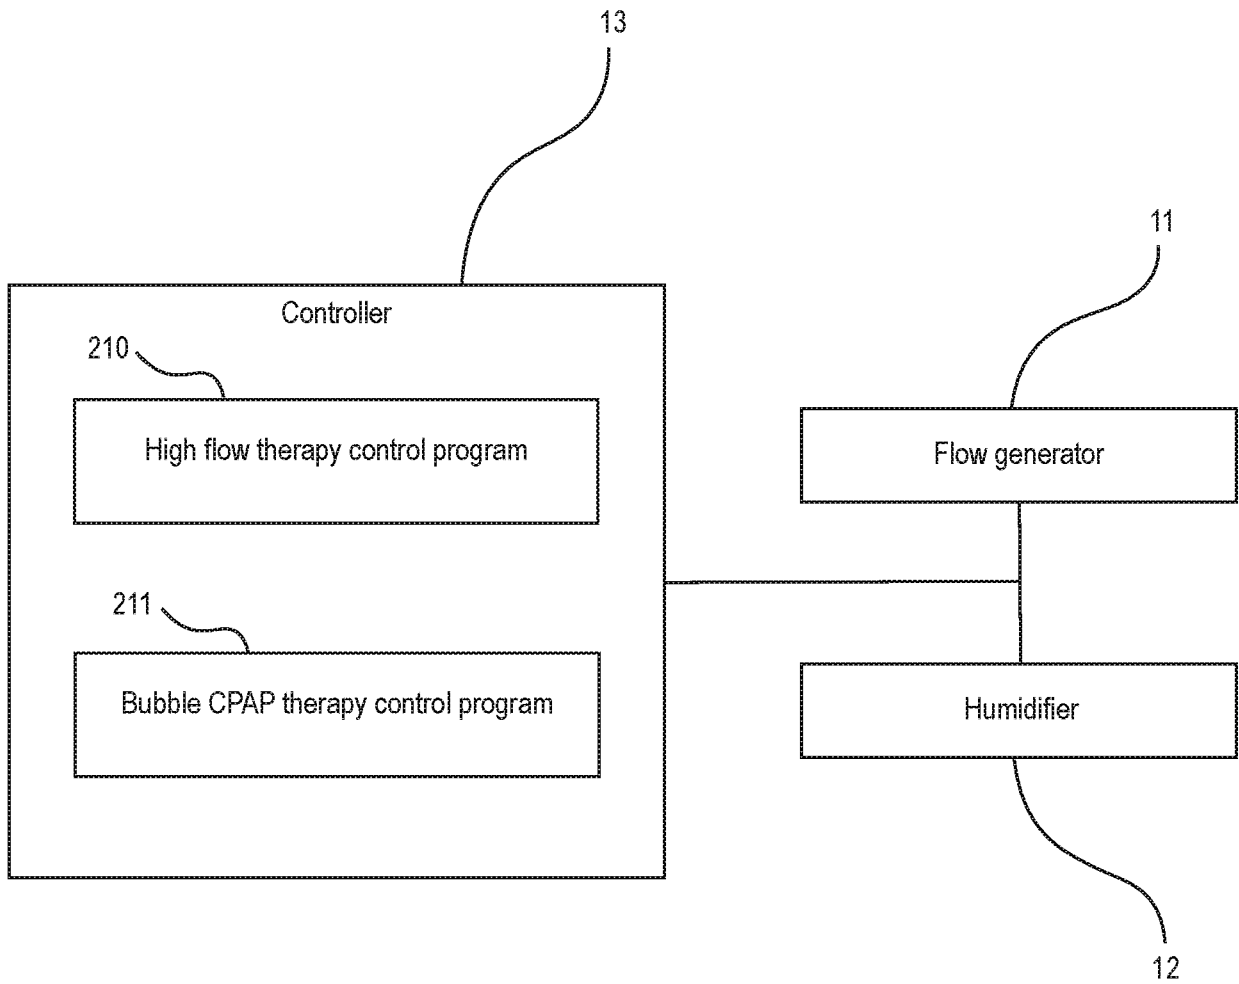 13
11
Controller
210
High flow therapy control program
Flow generator
211
Bubble CPAP therapy control program
Humidifier
12